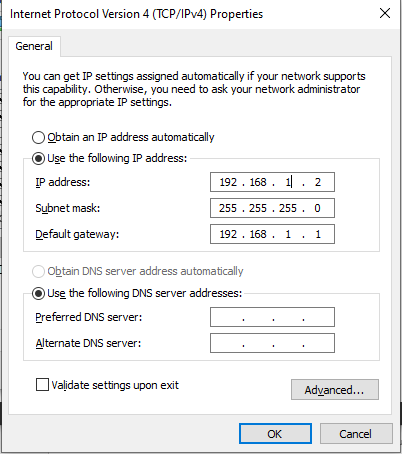 Internet Protocol Version 4 (TCP/IPv4) Properties
General
You can get IP settings assigned automatically if your network supports
this capability. Otherwise, you need to ask your network administrator
for the appropriate IP settings.
Obtain an IP address automatically
Use the following IP address:
IP address: 192 . 168 . 1 . 2
Subnet mask: 255 . 255 . 255 . 0
Default gateway: 192 . 168 . 1 . 1
Obtain DNS server address automatically
Use the following DNS server addresses:
Preferred DNS server: . . .
Alternate DNS server: . . .
Validate settings upon exit
Advanced...
OK Cancel